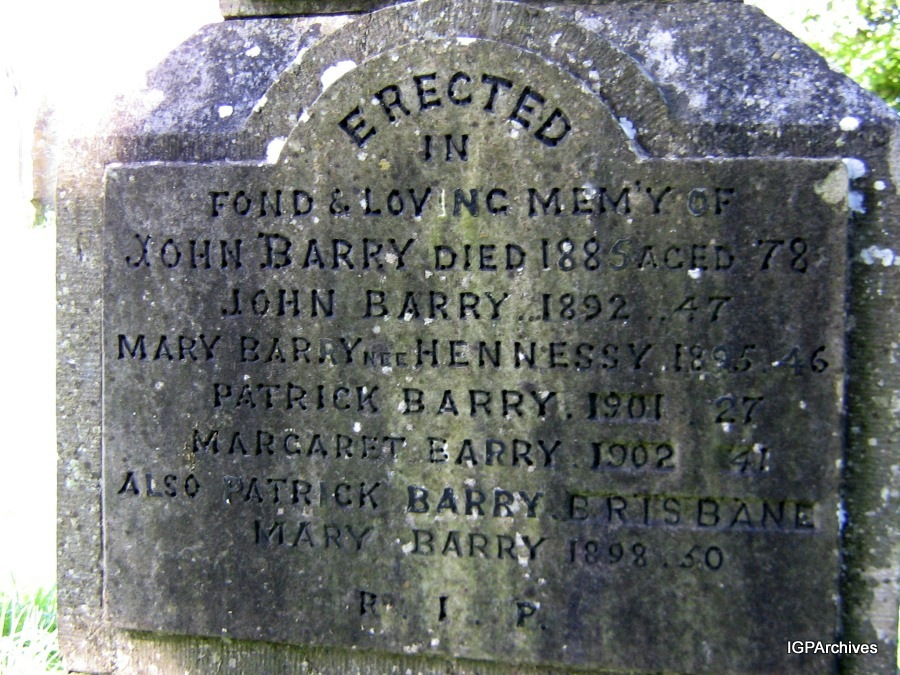 ERECTED
IN
FOND & LOVING MEM'Y OF
JOHN BARRY DIED 1885 AGED 78
JOHN BARRY .. 1892 .. 47
MARY BARRY NEE HENNESSY . 1895 . 46
PATRICK BARRY . 1901 27
MARGARET BARRY . 1902 41
ALSO PATRICK BARRY . BRISBANE
MARY BARRY 1898 . 50
R. I. P.
IGPArchives